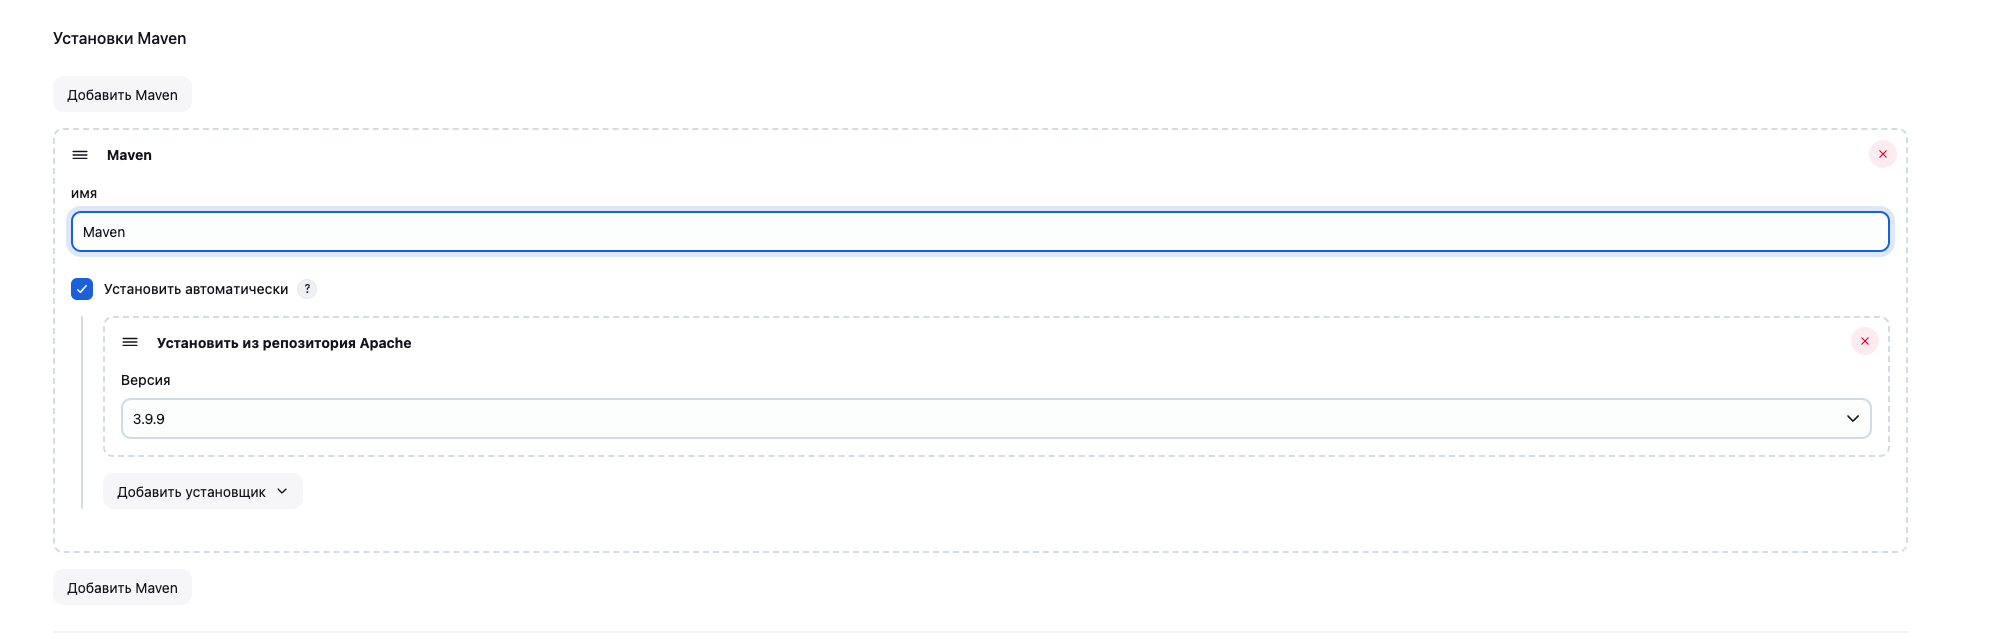 Установки Maven
Добавить Maven
Maven
имя
Maven
Установить автоматически ?
Установить из репозитория Apache
Версия
3.9.9
Добавить установщик
Добавить Maven